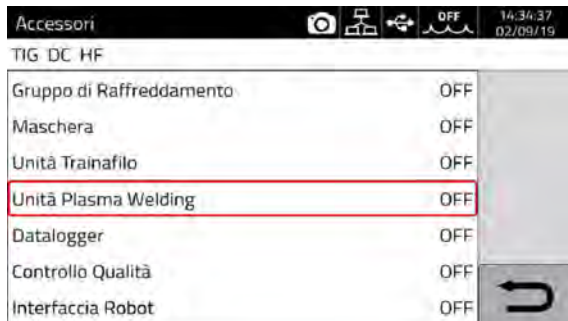 Accessori OFF 14:34:37
02/09/19
TIG DC HF
Gruppo di Raffreddamento OFF
Maschera OFF
Unità Trainafilo OFF
Unità Plasma Welding OFF
Datalogger OFF
Controllo Qualità OFF
Interfaccia Robot OFF